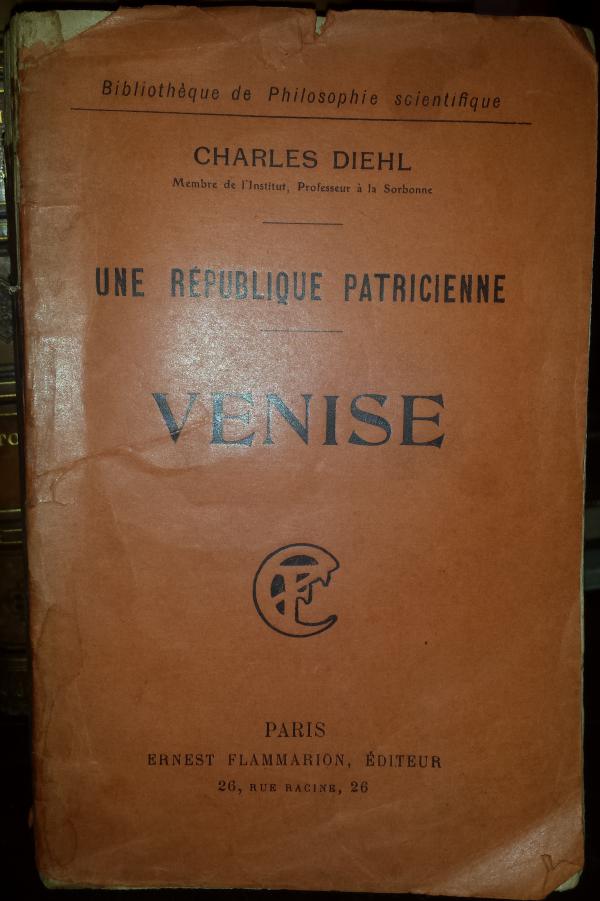 Bibliothèque de Philosophie scientifique
CHARLES DIEHL
Membre de l'Institut, Professeur à la Sorbonne
UNE RÉPUBLIQUE PATRICIENNE
VENISE
PARIS
ERNEST FLAMMARION, ÉDITEUR
26, RUE RACINE, 26